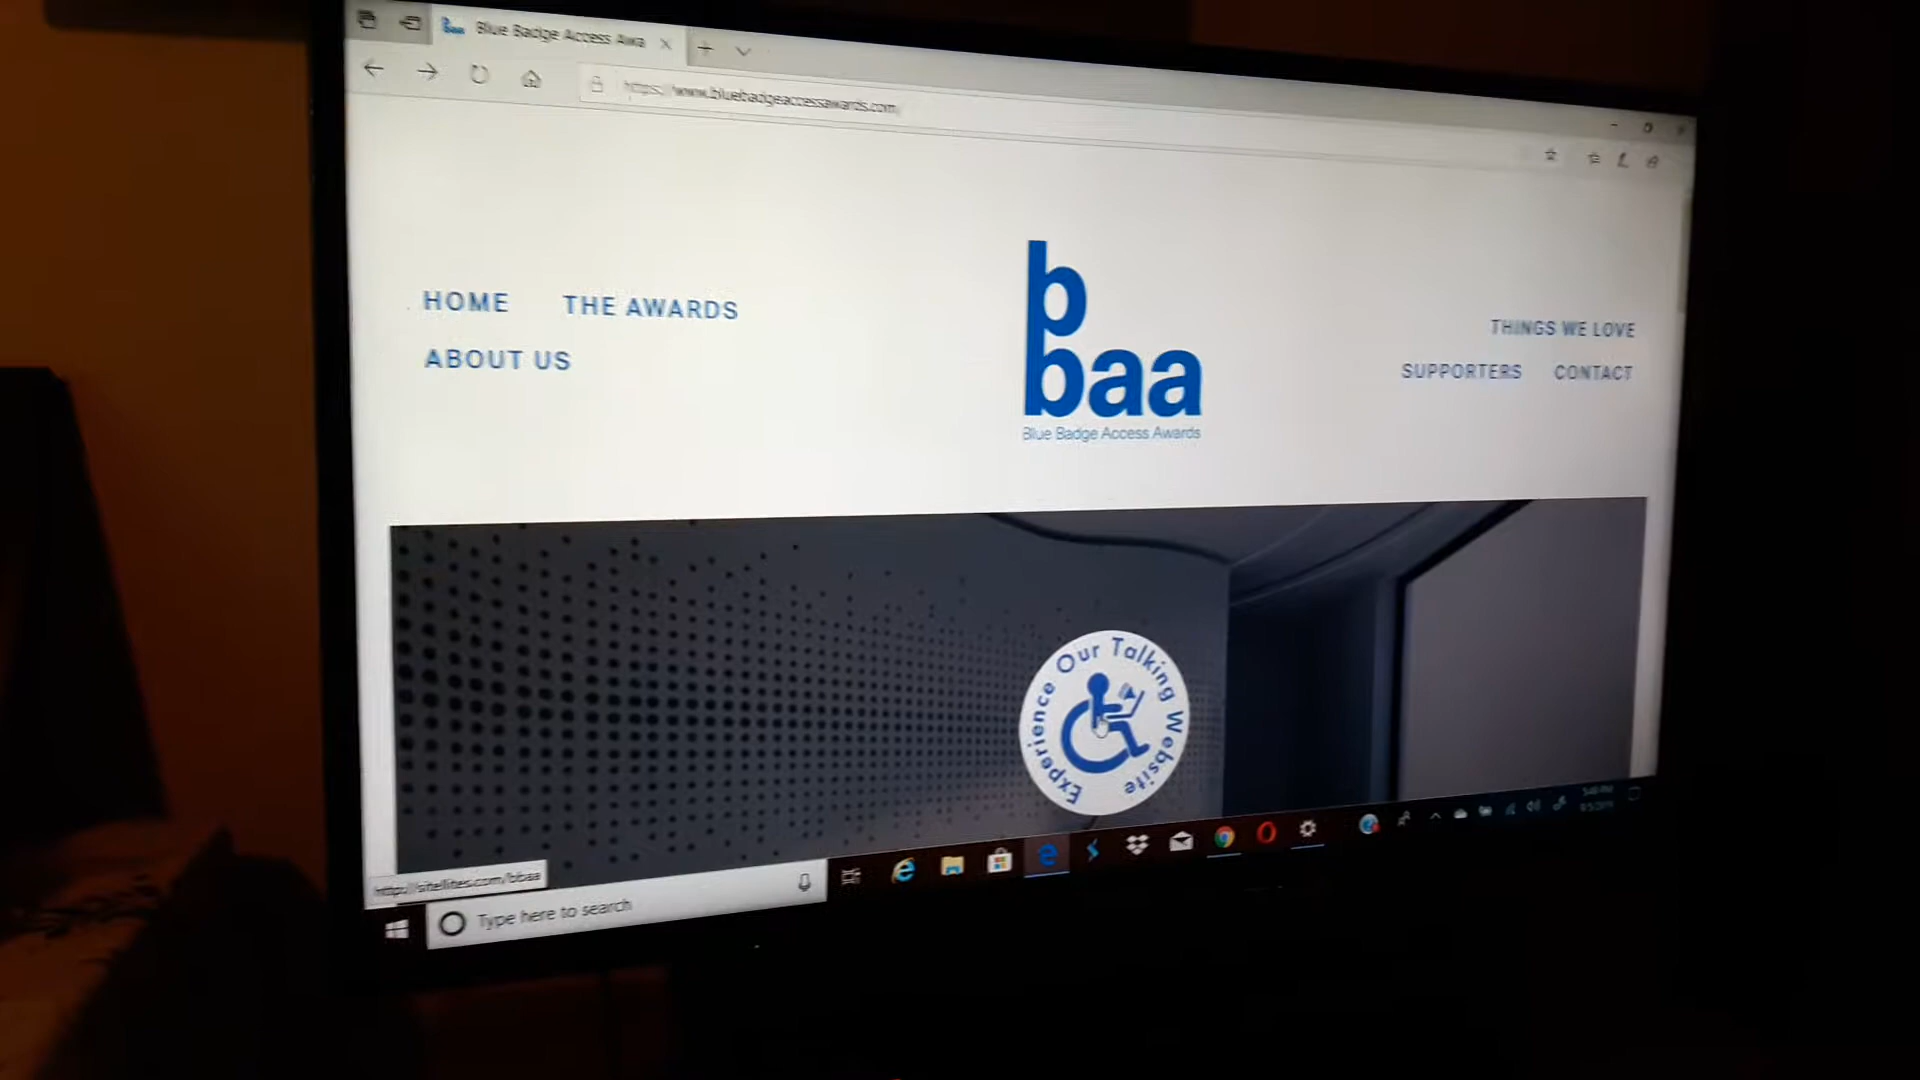 Blue Badge Access Awa
https://www.bluebadgeaccessawards.com
HOME THE AWARDS
ABOUT US
b
baa
Blue Badge Access Awards
THINGS WE LOVE
SUPPORTERS CONTACT
Experience Our Talking Website
http://sitellites.com/bbaa
Type here to search